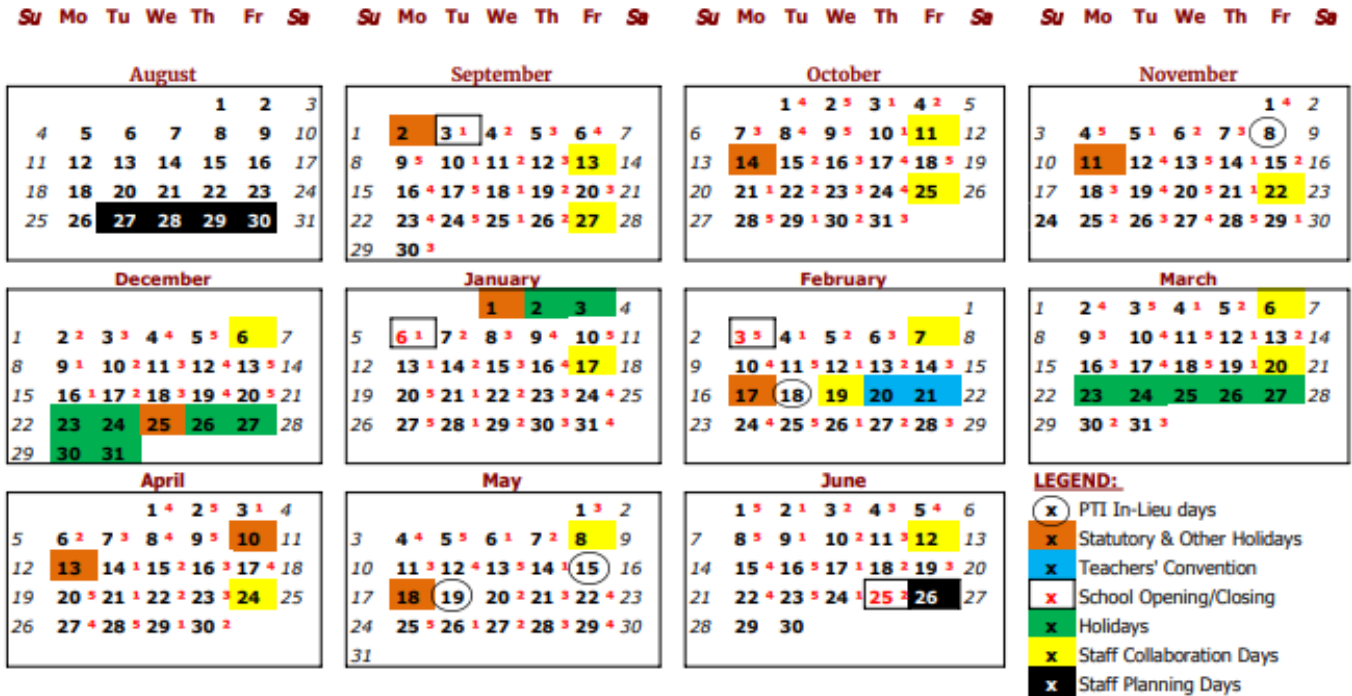 Su Mo Tu We Th Fr Sa
Su Mo Tu We Th Fr Sa
Su Mo Tu We Th Fr Sa
Su Mo Tu We Th Fr Sa
August
1 2 3
4 5 6 7 8 9 10
11 12 13 14 15 16 17
18 18 20 21 22 23 24
25 26 27 28 29 30 31
September
1 2 3 1 4 2 5 3 6 4 7
8 9 5 10 1 11 2 12 3 13 14
15 16 4 17 5 18 1 19 2 20 3 21
22 23 4 24 5 25 1 26 2 27 28
29 30 3
October
1 4 2 5 3 1 4 2 5
6 7 3 8 4 9 5 10 1 11 12
13 14 15 2 16 3 17 4 18 5 19
20 21 1 22 2 23 3 24 4 25 26
27 28 5 29 1 30 2 31 3
November
1 4 2
3 4 5 5 1 6 2 7 3 8 9
10 11 12 4 13 5 14 1 15 2 16
17 18 3 19 4 20 5 21 1 22 23
24 25 2 26 3 27 4 28 5 29 1 30
December
1 2 2 3 3 4 4 5 5 6 7
8 9 1 10 2 11 3 12 4 13 5 14
15 16 1 17 2 18 3 19 4 20 5 21
22 23 24 25 26 27 28
29 30 31
January
1 2 3 4
5 6 1 7 2 8 3 9 4 10 5 11
12 13 1 14 2 15 3 16 4 17 18
19 20 5 21 1 22 2 23 3 24 4 25
26 27 5 28 1 29 2 30 3 31 4
February
1
2 3 5 4 1 5 2 6 3 7 8
9 10 4 11 5 12 1 13 2 14 3 15
16 17 18 19 20 21 22
23 24 4 25 5 26 1 27 2 28 3 29
March
1 2 4 3 5 4 1 5 2 6 7
8 9 3 10 4 11 5 12 1 13 2 14
15 16 3 17 4 18 5 19 1 20 21
22 23 24 25 26 27 28
29 30 2 31 3
April
1 4 2 5 3 1 4
5 6 2 7 3 8 4 9 5 10 11
12 13 14 1 15 2 16 3 17 4 18
19 20 5 21 1 22 2 23 3 24 25
26 27 4 28 5 29 1 30 2
May
1 3 2
3 4 4 5 5 6 1 7 2 8 9
10 11 3 12 4 13 5 14 1 15 16
17 18 19 20 2 21 3 22 4 23
24 25 5 26 1 27 2 28 3 29 4 30
31
June
1 5 2 1 3 2 4 3 5 4 6
7 8 5 9 1 10 2 11 3 12 13
14 15 4 16 5 17 1 18 2 19 3 20
21 22 4 23 5 24 1 25 2 26 27
28 29 30
LEGEND:
x PTI In-Lieu days
x Statutory & Other Holidays
x Teachers' Convention
x School Opening/Closing
x Holidays
x Staff Collaboration Days
x Staff Planning Days